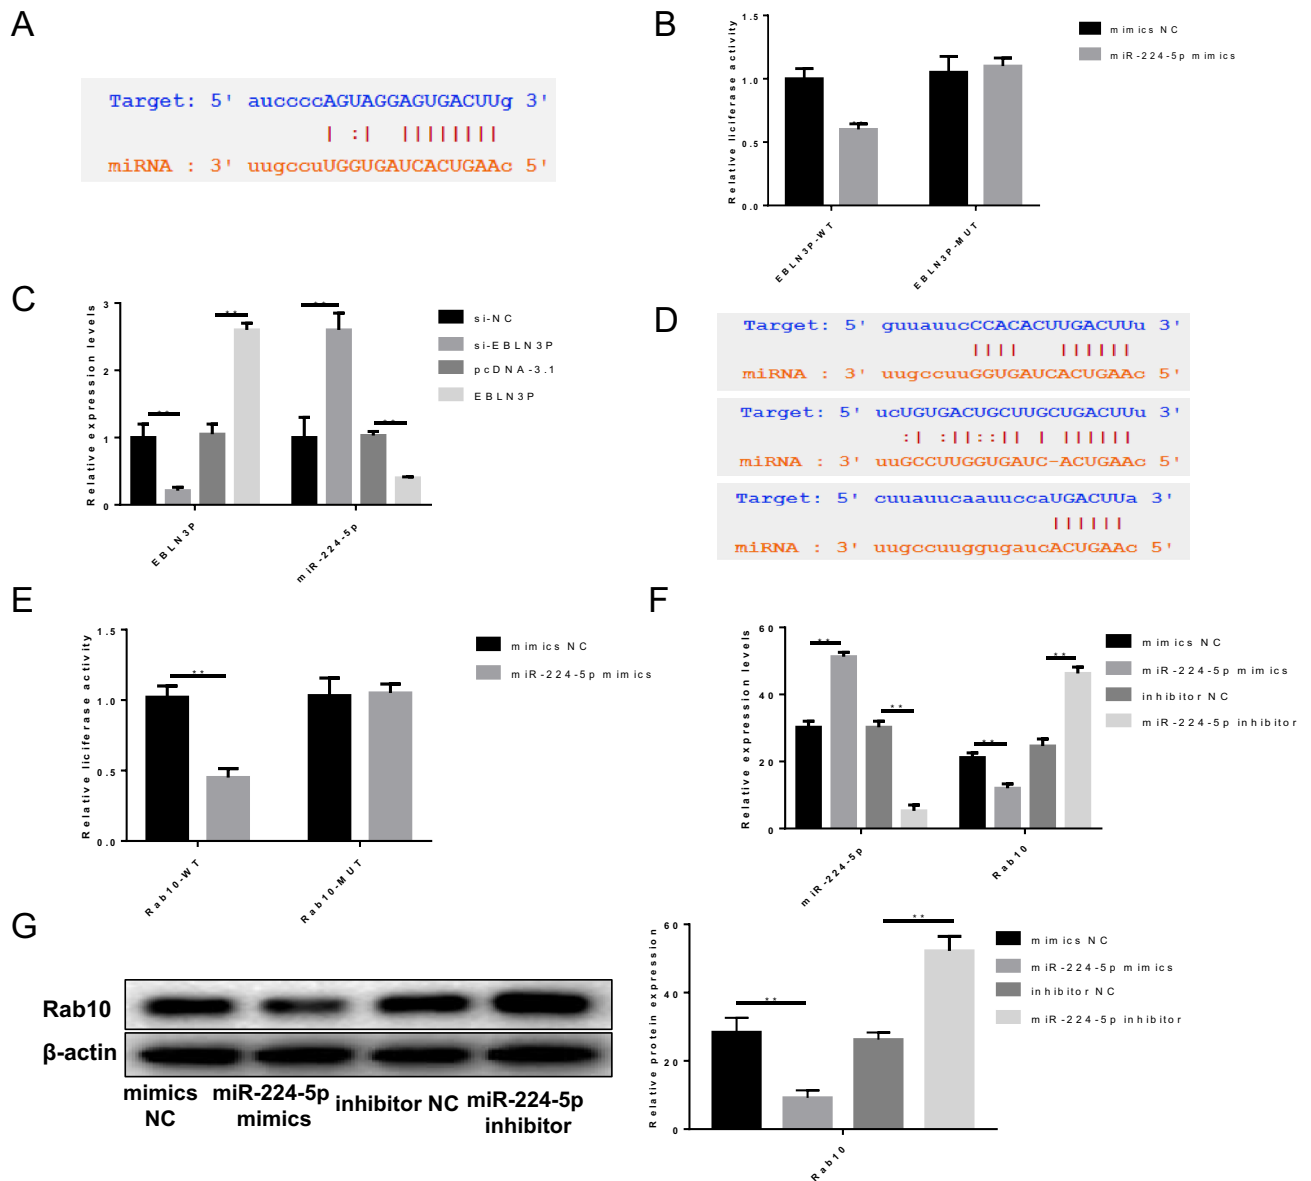 A
Target: 5' auccccAGUAGGAGUGACUUg 3'
| :| ||||||||
miRNA : 3' uugccuUGGUGAUCACUGAAc 5'
B
Relative liciferase activity
1.5
1.0
0.5
0.0
**
EBLN3P-WT
EBLN3P-MUT
mimics NC
miR-224-5p mimics
C
Relative expression levels
3
2
1
0
**
**
**
**
EBLN3P
miR-224-5p
si-NC
si-EBLN3P
pcDNA-3.1
EBLN3P
D
Target: 5' guuauucCCACACUUGACUUu 3'
|||| ||||||
miRNA : 3' uugccuuGGUGAUCACUGAAc 5'
Target: 5' ucUGUGACUGCUUGCUGACUUu 3'
:| :||::|| | ||||||
miRNA : 3' uuGCCUUGGUGAUC-ACUGAAc 5'
Target: 5' cuuauucaauuccaUGACUUa 3'
||||||
miRNA : 3' uugccuuggugaucACUGAAc 5'
E
Relative liciferase activity
1.5
1.0
0.5
0.0
**
Rab10-WT
Rab10-MUT
mimics NC
miR-224-5p mimics
F
Relative expression levels
60
40
20
0
**
**
**
**
miR-224-5p
Rab10
mimics NC
miR-224-5p mimics
inhibitor NC
miR-224-5p inhibitor
G
Rab10
β-actin
mimics
NC
miR-224-5p
mimics
inhibitor NC
miR-224-5p
inhibitor
Relative protein expression
60
40
20
0
**
**
Rab10
mimics NC
miR-224-5p mimics
inhibitor NC
miR-224-5p inhibitor